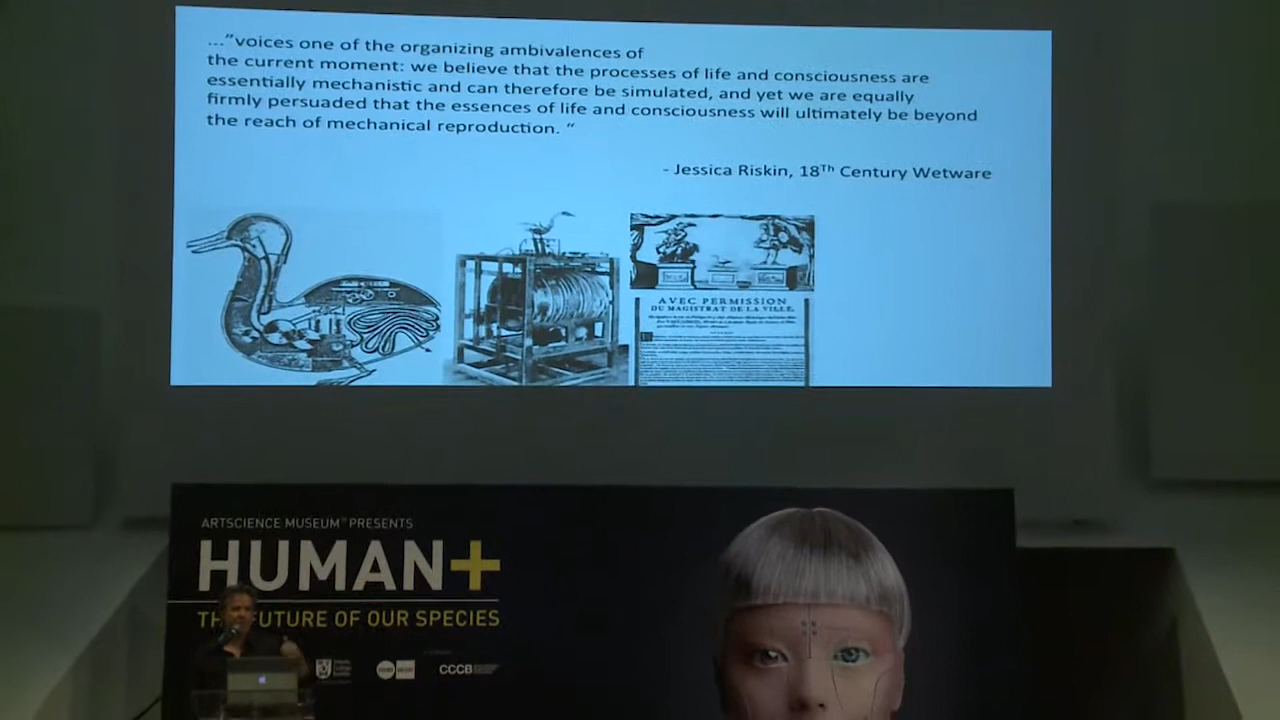 ..."voices one of the organizing ambivalences of
the current moment: we believe that the processes of life and consciousness are
essentially mechanistic and can therefore be simulated, and yet we are equally
firmly persuaded that the essences of life and consciousness will ultimately be beyond
the reach of mechanical reproduction. "
- Jessica Riskin, 18Th Century Wetware
AVEC PERMISSION
DU MAGISTRAT DE LA VILLE.
ARTSCIENCE MUSEUM PRESENTS
HUMAN+
THE FUTURE OF OUR SPECIES
CCCB